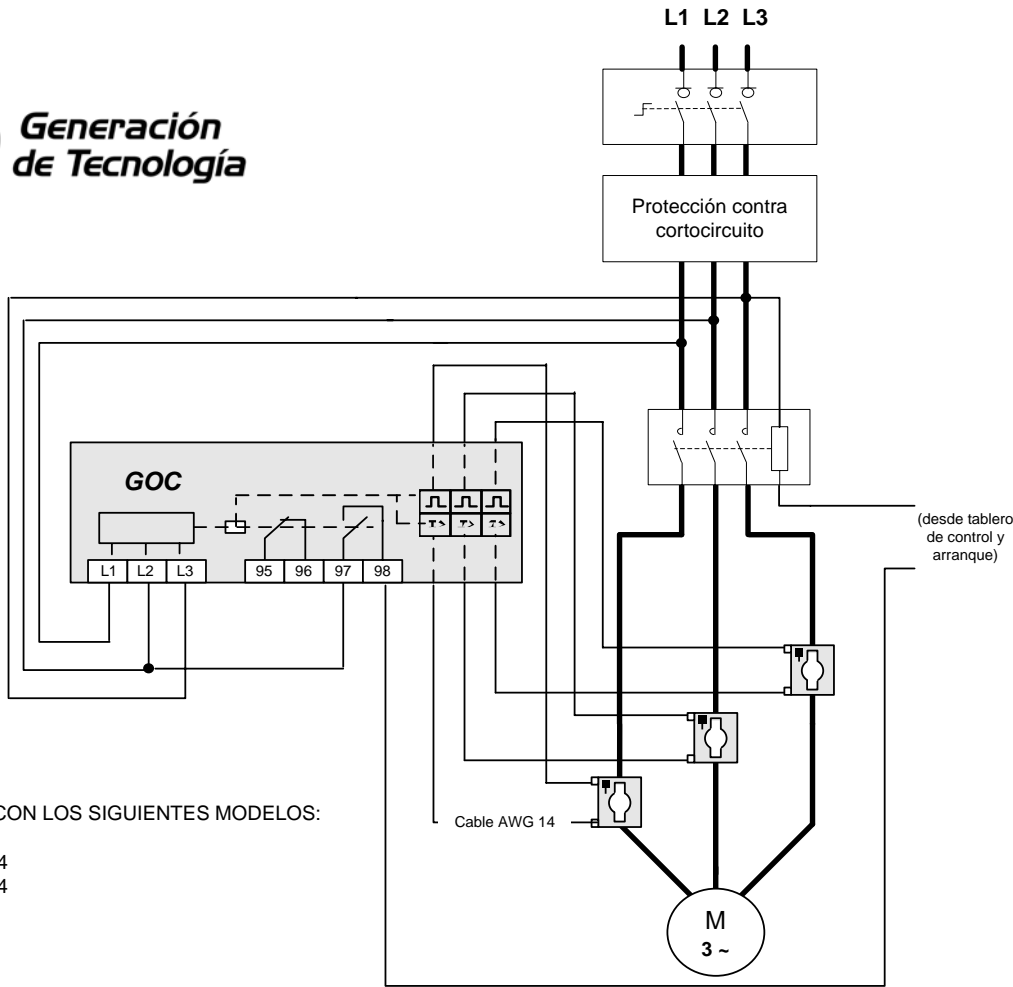 L1 L2 L3
Generación
de Tecnología
Protección contra
cortocircuito
GOC
L1 L2 L3 95 96 97 98
(desde tablero
de control y
arranque)
CON LOS SIGUIENTES MODELOS:
Cable AWG 14
4
4
M
3 ~